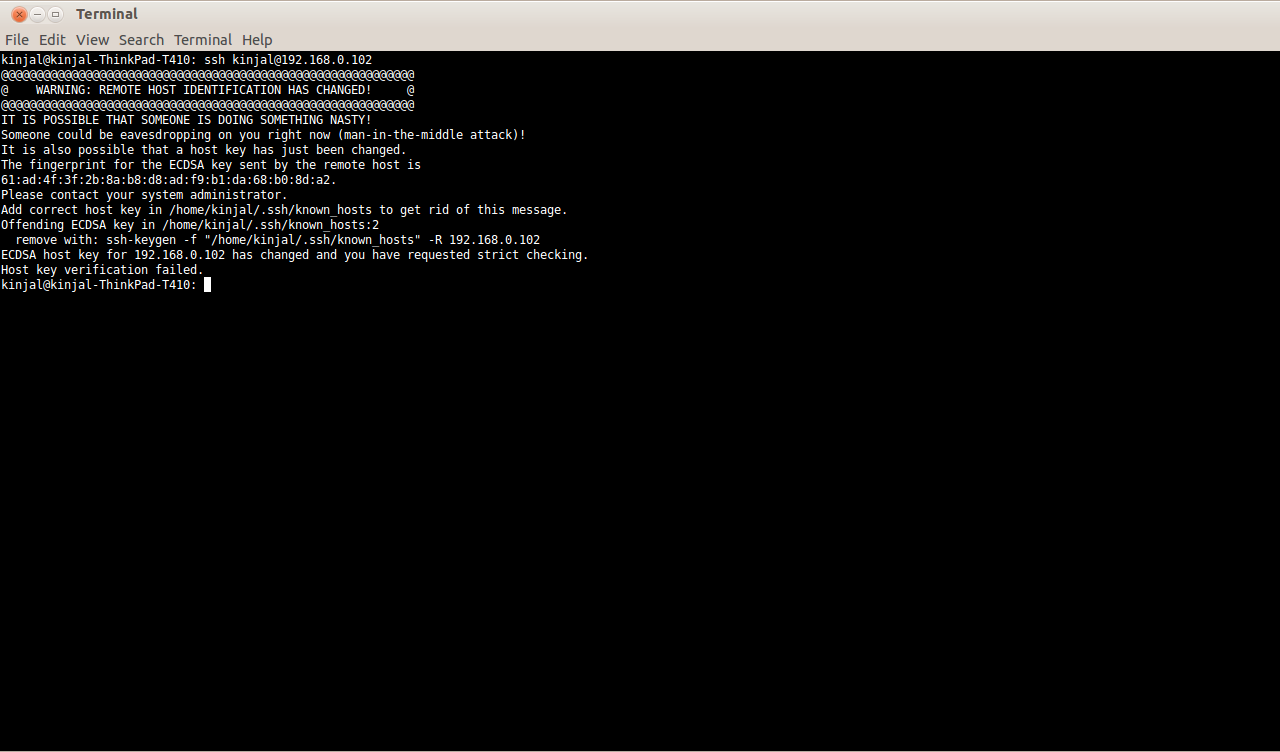 Terminal
File Edit View Search Terminal Help
kinjal@kinjal-ThinkPad-T410: ssh kinjal@192.168.0.102
@@@@@@@@@@@@@@@@@@@@@@@@@@@@@@@@@@@@@@@@@@@@@@@@@@@@@@@@@@@
@    WARNING: REMOTE HOST IDENTIFICATION HAS CHANGED!     @
@@@@@@@@@@@@@@@@@@@@@@@@@@@@@@@@@@@@@@@@@@@@@@@@@@@@@@@@@@@
IT IS POSSIBLE THAT SOMEONE IS DOING SOMETHING NASTY!
Someone could be eavesdropping on you right now (man-in-the-middle attack)!
It is also possible that a host key has just been changed.
The fingerprint for the ECDSA key sent by the remote host is
61:ad:4f:3f:2b:8a:b8:d8:ad:f9:b1:da:68:b0:8d:a2.
Please contact your system administrator.
Add correct host key in /home/kinjal/.ssh/known_hosts to get rid of this message.
Offending ECDSA key in /home/kinjal/.ssh/known_hosts:2
  remove with: ssh-keygen -f "/home/kinjal/.ssh/known_hosts" -R 192.168.0.102
ECDSA host key for 192.168.0.102 has changed and you have requested strict checking.
Host key verification failed.
kinjal@kinjal-ThinkPad-T410: